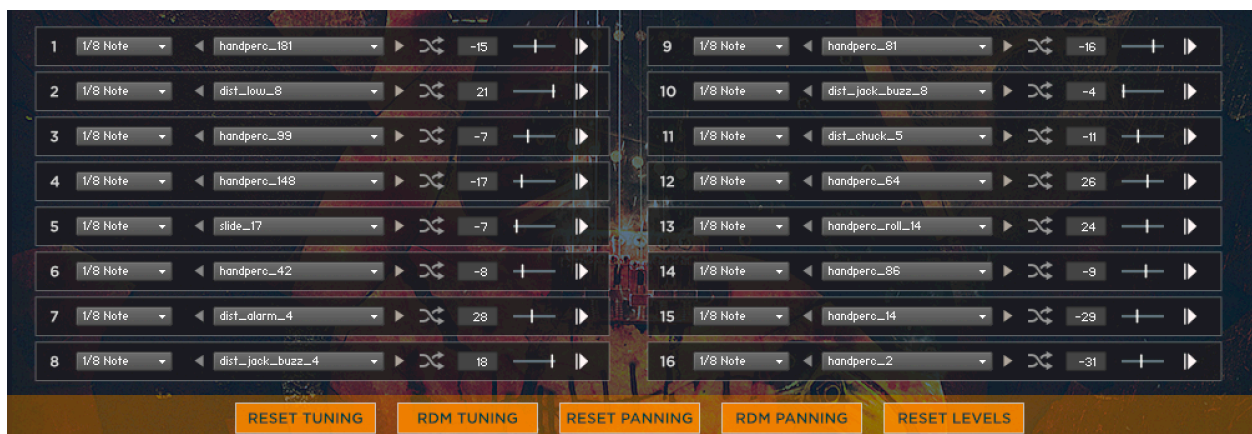 1 1/8 Note handperc_181 -15
2 1/8 Note dist_low_8 21
3 1/8 Note handperc_99 -7
4 1/8 Note handperc_148 -17
5 1/8 Note slide_17 -7
6 1/8 Note handperc_42 -8
7 1/8 Note dist_alarm_4 28
8 1/8 Note dist_jack_buzz_4 18
9 1/8 Note handperc_81 -16
10 1/8 Note dist_jack_buzz_8 -4
11 1/8 Note dist_chuck_5 -11
12 1/8 Note handperc_64 26
13 1/8 Note handperc_roll_14 24
14 1/8 Note handperc_86 -9
15 1/8 Note handperc_14 -29
16 1/8 Note handperc_2 -31
RESET TUNING RDM TUNING RESET PANNING RDM PANNING RESET LEVELS